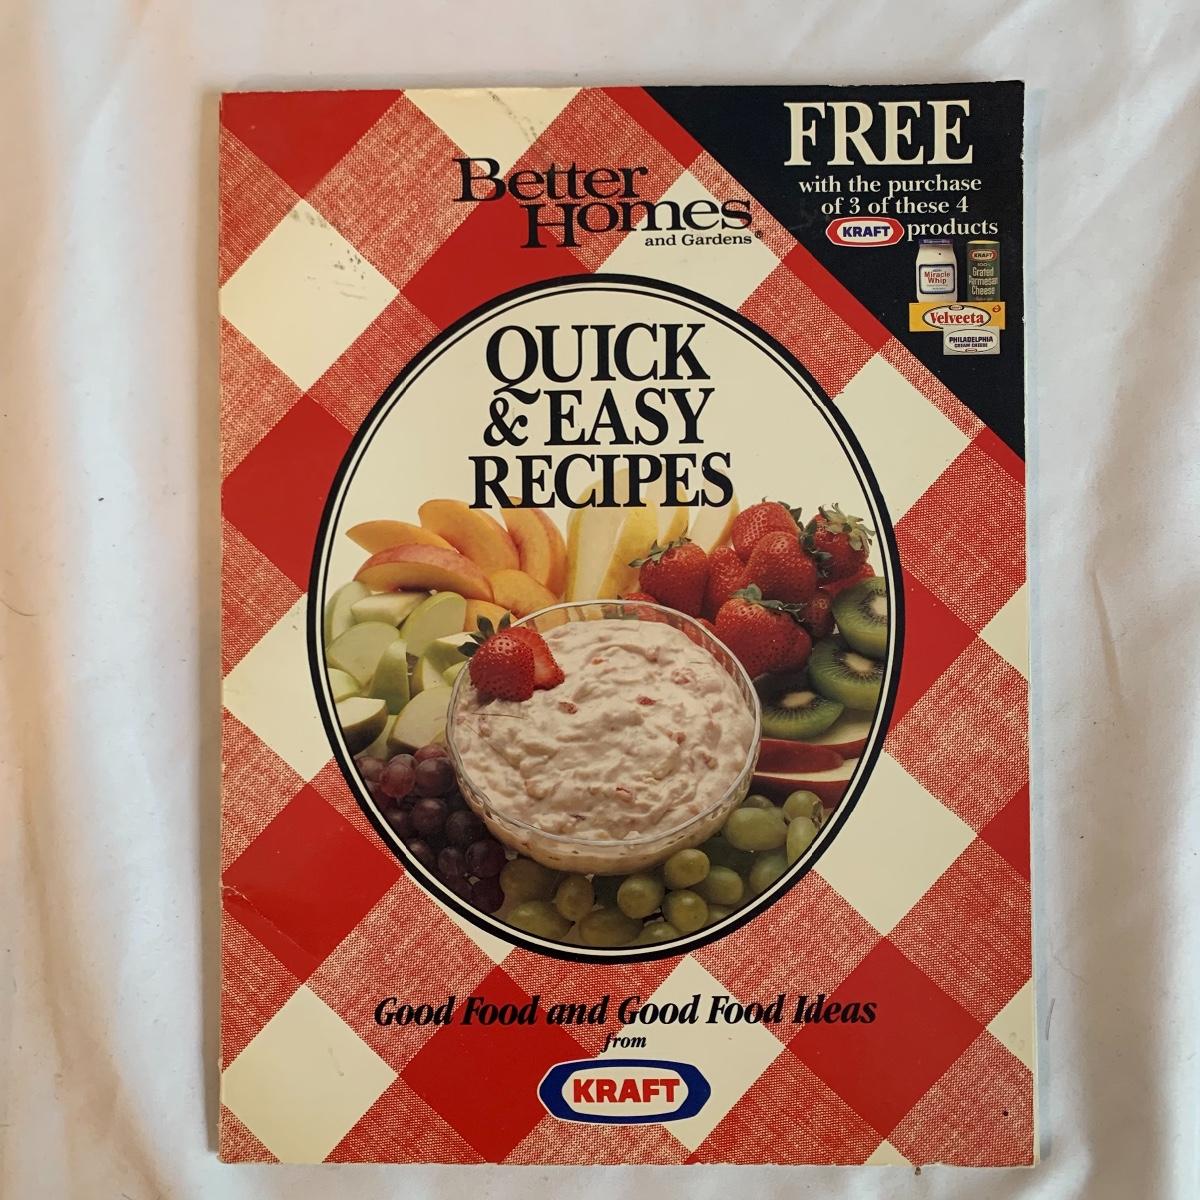 FREE
with the purchase
of 3 of these 4
KRAFT products
Miracle
Whip
KRAFT
100%
Grated
Parmesan
Cheese
Velveeta
PHILADELPHIA
CREAM CHEESE
Better
Homes
and Gardens®
QUICK
& EASY
RECIPES
Good Food and Good Food Ideas
from
KRAFT